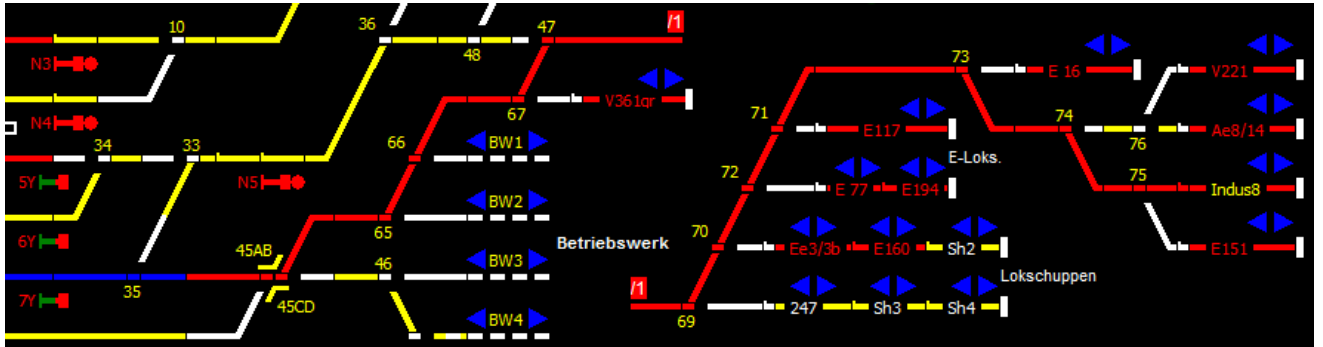 10 36 47 /1
48
N3
73
E 16 V221
V361gr
67
71
74
N4
E117 Ae8/14
34 33 66 BW1 76
E-Loks.
72
75
5Y N5
E 77 E194 Indus8
BW2
65 70
6Y 45AB Betriebswerk Ee3/3b E160 Sh2 E151
46 BW3
Lokschuppen
35 /1
7Y 45CD 247 Sh3 Sh4
BW4 69